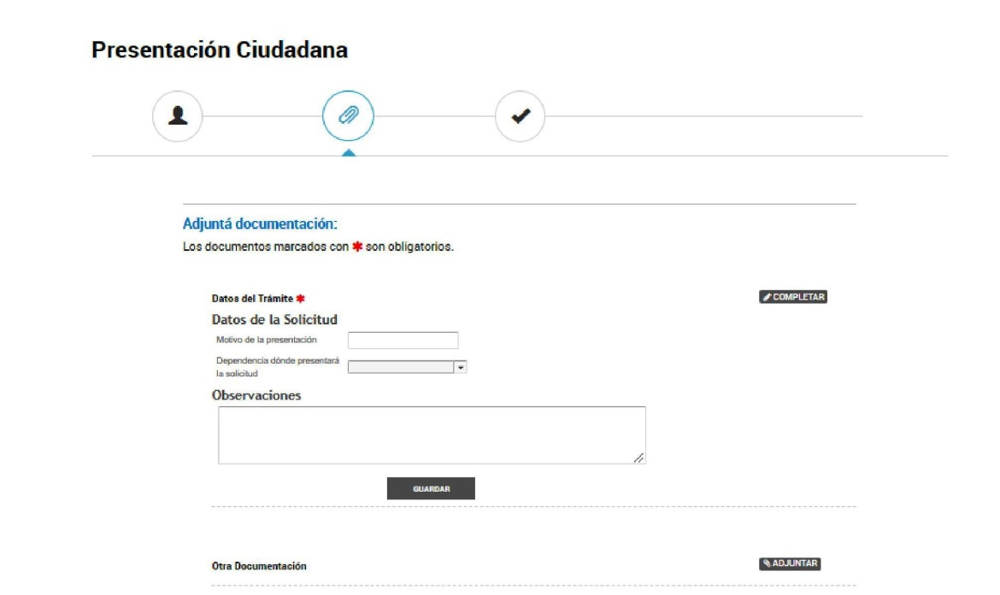 Presentación Ciudadana
Adjuntá documentación:
Los documentos marcados con * son obligatorios.
Datos del Trámite *
COMPLETAR
Datos de la Solicitud
Motivo de la presentación
Dependencia dónde presentará
la solicitud
Observaciones
GUARDAR
Otra Documentación
ADJUNTAR